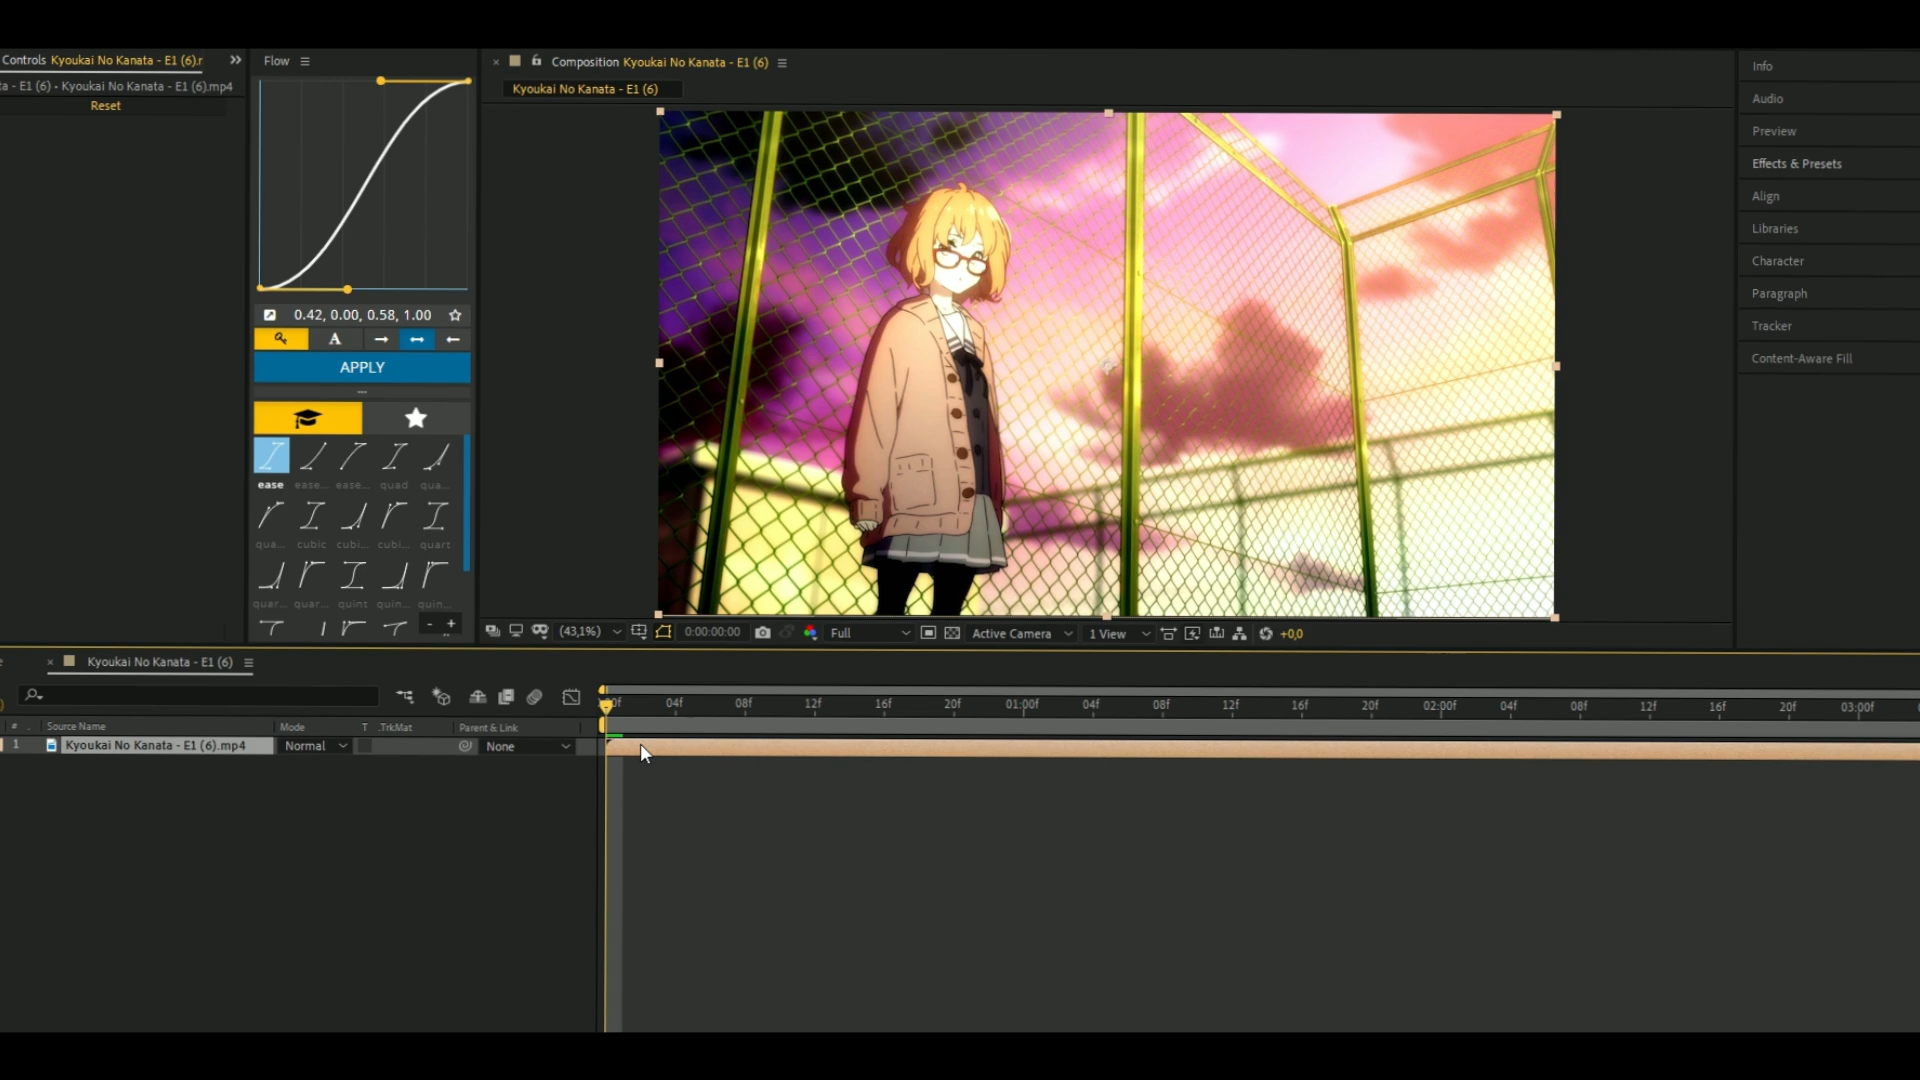 Controls Kyoukai No Kanata - E1 (6).r
ta - E1 (6) • Kyoukai No Kanata - E1 (6).mp4
Reset
Flow
0.42, 0.00, 0.58, 1.00
A
APPLY
ease ease... ease... quad qua...
qua... cubic cubi... cubi... quart
quar... quar... quint quin... quin...
- +
Composition Kyoukai No Kanata - E1 (6)
Kyoukai No Kanata - E1 (6)
(43,1%) 0:00:00:00 Full Active Camera 1 View +0,0
Info
Audio
Preview
Effects & Presets
Align
Libraries
Character
Paragraph
Tracker
Content-Aware Fill
Kyoukai No Kanata - E1 (6)
04f 08f 12f 16f 20f 01:00f 04f 08f 12f 16f 20f 02:00f 04f 08f 12f 16f 20f 03:00f
# Source Name Mode T .TrkMat Parent & Link
1 Kyoukai No Kanata - E1 (6).mp4 Normal None